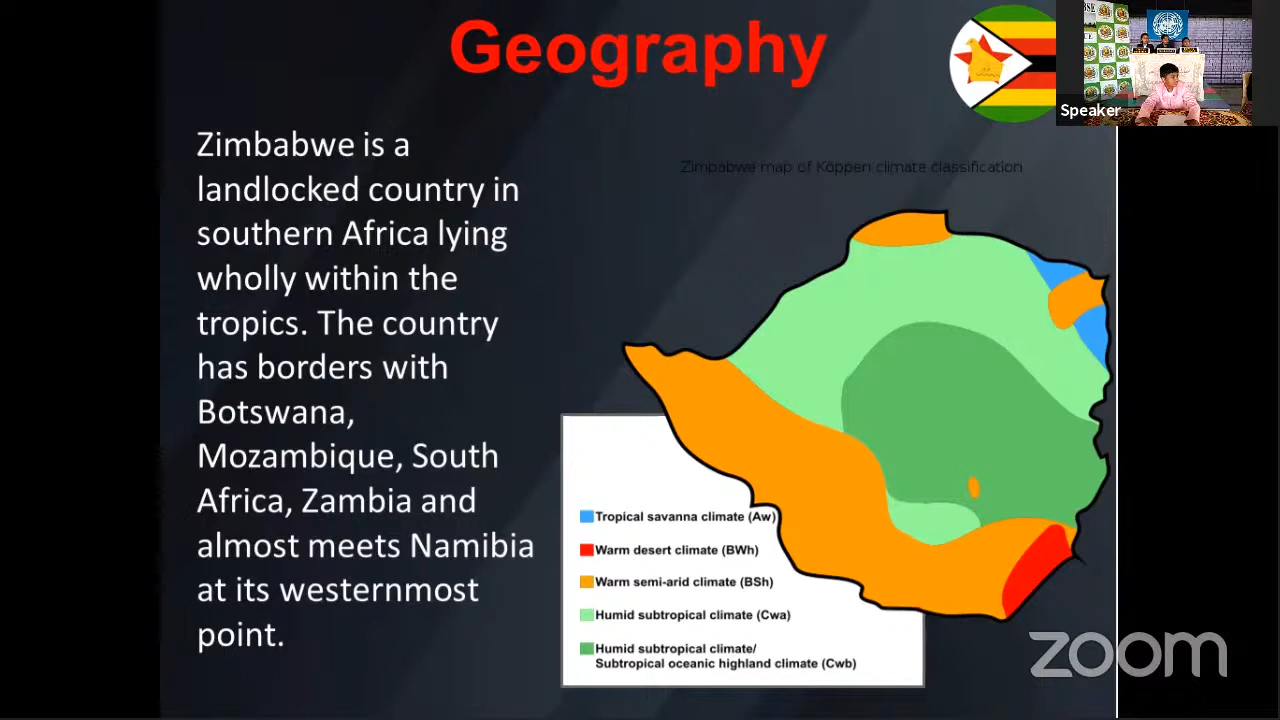 Geography
Speaker
Zimbabwe is a
landlocked country in
southern Africa lying
wholly within the
tropics. The country
has borders with
Botswana,
Mozambique, South
Africa, Zambia and
almost meets Namibia
at its westernmost
point.
Zimbabwe map of Köppen climate classification
Tropical savanna climate (Aw)
Warm desert climate (BWh)
Warm semi-arid climate (BSh)
Humid subtropical climate (Cwa)
Humid subtropical climate/
Subtropical oceanic highland climate (Cwb)
zoom